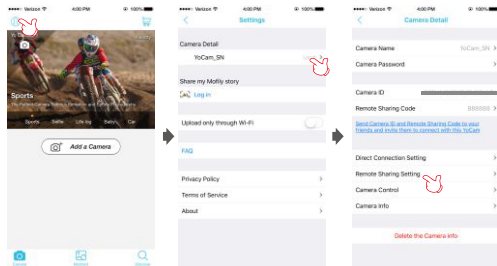 Verizon 4:00 PM 100%
Sports
Sports Selfie Life log Baby Car
Add a Camera
Verizon 4:00 PM 100%
Settings
Camera Detail
YoCam_SN
Share my Mofily story
Log in
Upload only through Wi-Fi
FAQ
Privacy Policy
Terms of Service
About
Verizon 4:00 PM 100%
Camera Detail
Camera Name YoCam_SN
Camera Password
Camera ID
Remote Sharing Code 888888
Send Camera ID and Remote Sharing Code to your
friends and invite them to connect with this YoCam
Direct Connection Setting
Remote Sharing Setting
Camera Control
Camera Info
Delete the Camera info